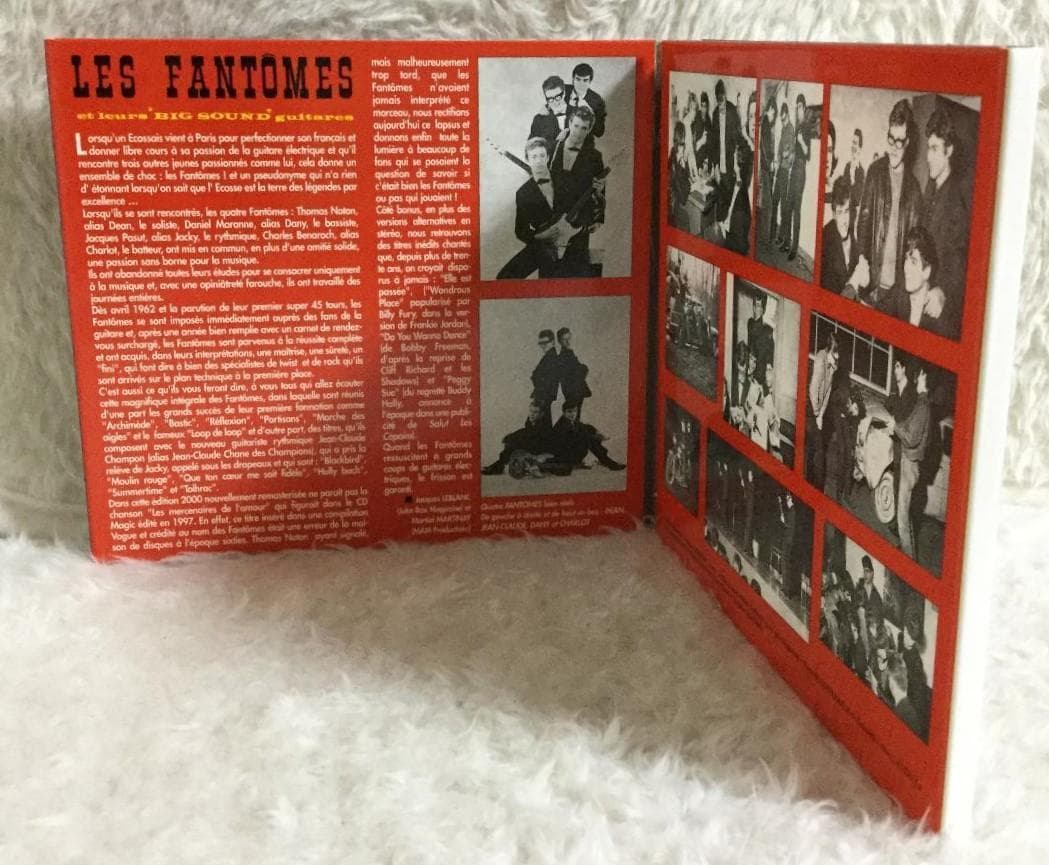 LES FANTÔMES
et leurs "BIG SOUND" guitares
Lorsqu'un Ecossais vient à Paris pour perfectionner son français et
donner libre cours à sa passion de la guitare électrique et qu'il
rencontre trois autres jeunes passionnés comme lui, cela donne un
ensemble de choc : les Fantômes ! et un pseudonyme qui n'a rien
d' étonnant lorsqu'on sait que l' Ecosse est la terre des légendes par
excellence ...
Lorsqu'ils se sont rencontrés, les quatre Fantômes : Thomas Noton,
alias Dean, le soliste, Daniel Maranne, alias Dany, le bassiste,
Jacques Pasut, alias Jacky, le rythmique, Charles Benaroch, alias
Charlot, le batteur, ont mis en commun, en plus d'une amitié solide,
une passion sans borne pour la musique.
Ils ont abandonné toutes leurs études pour se consacrer uniquement
à la musique et, avec une opiniâtreté farouche, ils ont travaillé des
journées entières.
Dès avril 1962 et la parution de leur premier super 45 tours, les
Fantômes se sont imposés immédiatement auprès des fans de la
guitare et, après une année bien remplie avec un carnet de rendez-
vous surchargé, les Fantômes sont parvenus à la réussite complète
et ont acquis, dans leurs interprétations, une maîtrise, une sûreté, un
"fini", qui font dire à bien des spécialistes de twist et de rock qu'ils
sont arrivés sur le plan technique à la première place.
C'est aussi ce qu'ils vous feront dire, à vous tous qui allez écouter
cette magnifique intégrale des Fantômes, dans laquelle sont réunis
d'une part les grands succès de leur première formation comme
"Archimède", "Bastic", "Réflexion", "Partisans", "Marche des
aigles" et le fameux "Loop de loop" et d'autre part, des titres, qu'ils
composent avec le nouveau guitariste rythmique Jean-Claude
Champon (alias Jean-Claude Chane des Champions), qui a pris la
relève de Jacky, appelé sous les drapeaux et qui sont : "Blackbird",
"Moulin rouge", "Que ton cœur me soit fidèle", "Hully bach",
"Summertime" et "Tolhrac".
Dans cette édition 2000 nouvellement remasterisée ne paraît pas la
chanson "Les mercenaires de l'amour" qui figurait dans le CD
Magic édité en 1997. En effet, ce titre inséré dans une compilation
Vogue et crédité au nom des Fantômes était une erreur de la mai-
son de disques à l'époque sixties. Thomas Noton ayant signalé,
mais malheureusement
trop tard, que les
Fantômes n'avaient
jamais interprété ce
morceau, nous rectifions
aujourd'hui ce lapsus et
donnons enfin toute la
lumière à beaucoup de
fans qui se posaient la
question de savoir si
c'était bien les Fantômes
ou pas qui jouaient !
Côté bonus, en plus des
versions alternatives en
stéréo, nous retrouvons
des titres inédits chantés
que, depuis plus de tren-
te ans, on croyait dispa-
rus à jamais : "Elle est
passée", ("Wondrous
Place" popularisé par
Billy Fury, dans la ver-
sion de Frankie Jordan),
"Do You Wanna Dance"
(de Bobby Freeman,
d'après la reprise de
Cliff Richard et les
Shadows) et "Peggy
Sue" (du regretté Buddy
Holly, annoncé à
l'époque dans une publi-
cité de Salut Les
Copains).
Quand les Fantômes
ressuscitent à grands
coups de guitares élec-
triques, le frisson est
garanti.
Jacques LEBLANC
(Juke Box Magazine) et
Martial MARTINAY
(MAM Productions)
Quatre FANTOMES bien réels
De gauche à droite et de haut en bas : DEAN,
JEAN-CLAUDE, DANY et CHARLOT